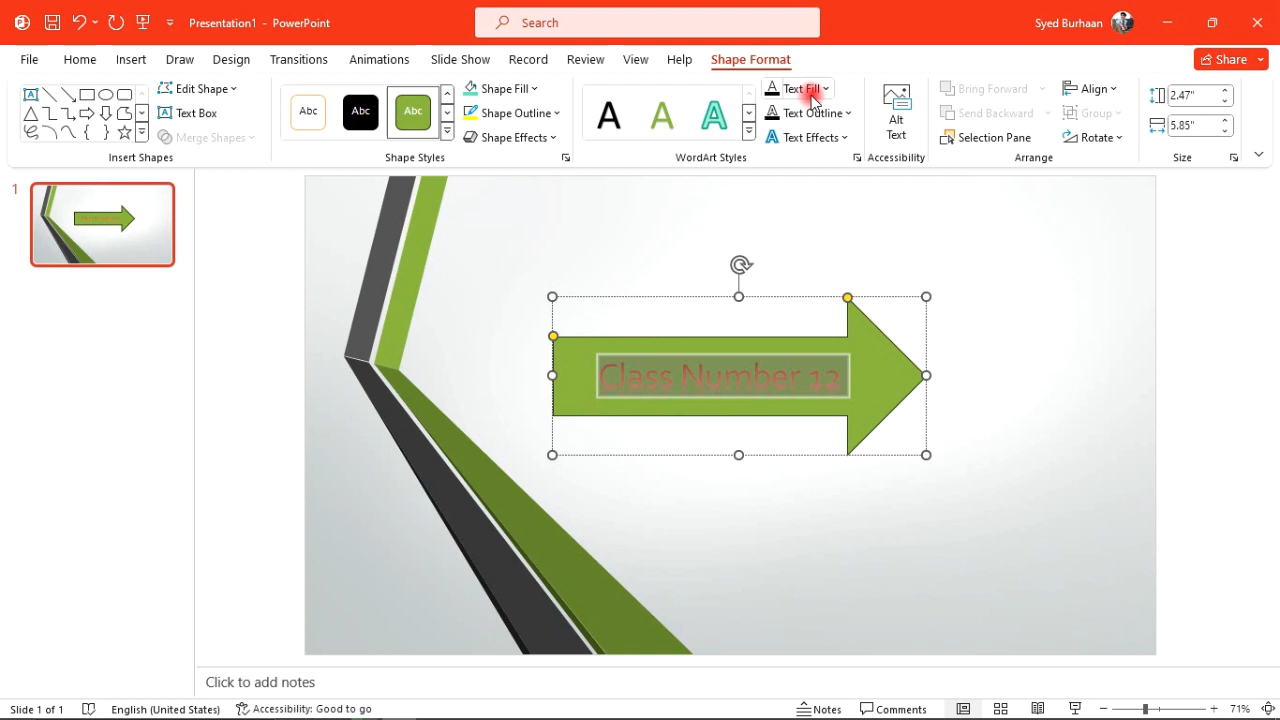 Presentation1 - PowerPoint
Search
Syed Burhaan
File Home Insert Draw Design Transitions Animations Slide Show Record Review View Help Shape Format
Share
Edit Shape
Text Box
Merge Shapes
Insert Shapes
Abc Abc Abc
Shape Fill
Shape Outline
Shape Effects
Shape Styles
A A A
Text Fill
Text Outline
Text Effects
WordArt Styles
Alt Text
Accessibility
Bring Forward
Send Backward
Selection Pane
Align
Group
Rotate
Arrange
2.47"
5.85"
Size
1
Class Number 12
Click to add notes
Slide 1 of 1 English (United States) Accessibility: Good to go Notes Comments 71%